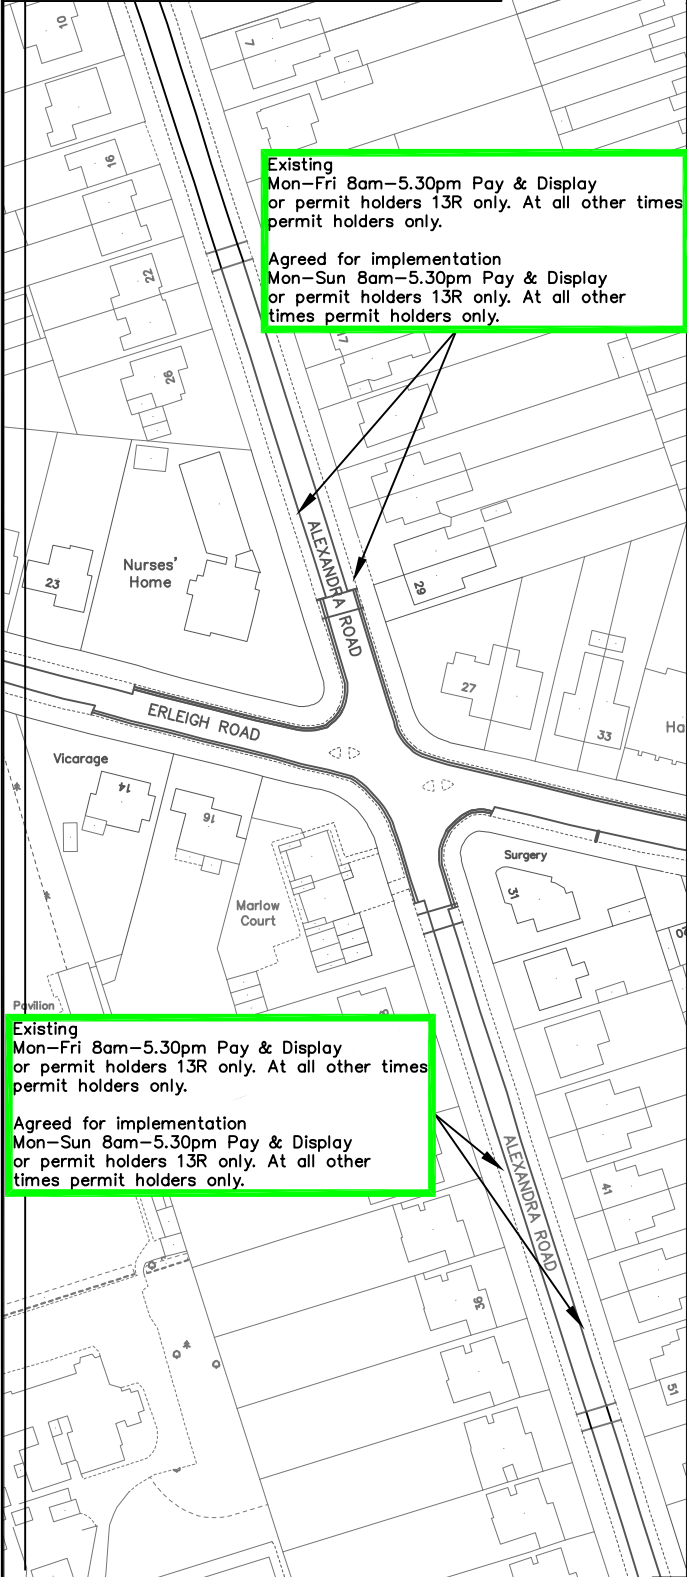 10
7
16
Existing
Mon-Fri 8am-5.30pm Pay & Display
or permit holders 13R only. At all other times
permit holders only.
Agreed for implementation
Mon-Sun 8am-5.30pm Pay & Display
or permit holders 13R only. At all other
times permit holders only.
22
17
26
ALEXANDRA ROAD
Nurses'
Home
23
29
27
33
Ha
ERLEIGH ROAD
Vicarage
14
16
Surgery
31
Marlow
Court
20
Pavilion
Existing
Mon-Fri 8am-5.30pm Pay & Display
or permit holders 13R only. At all other times
permit holders only.
Agreed for implementation
Mon-Sun 8am-5.30pm Pay & Display
or permit holders 13R only. At all other
times permit holders only.
ALEXANDRA ROAD
41
36
51